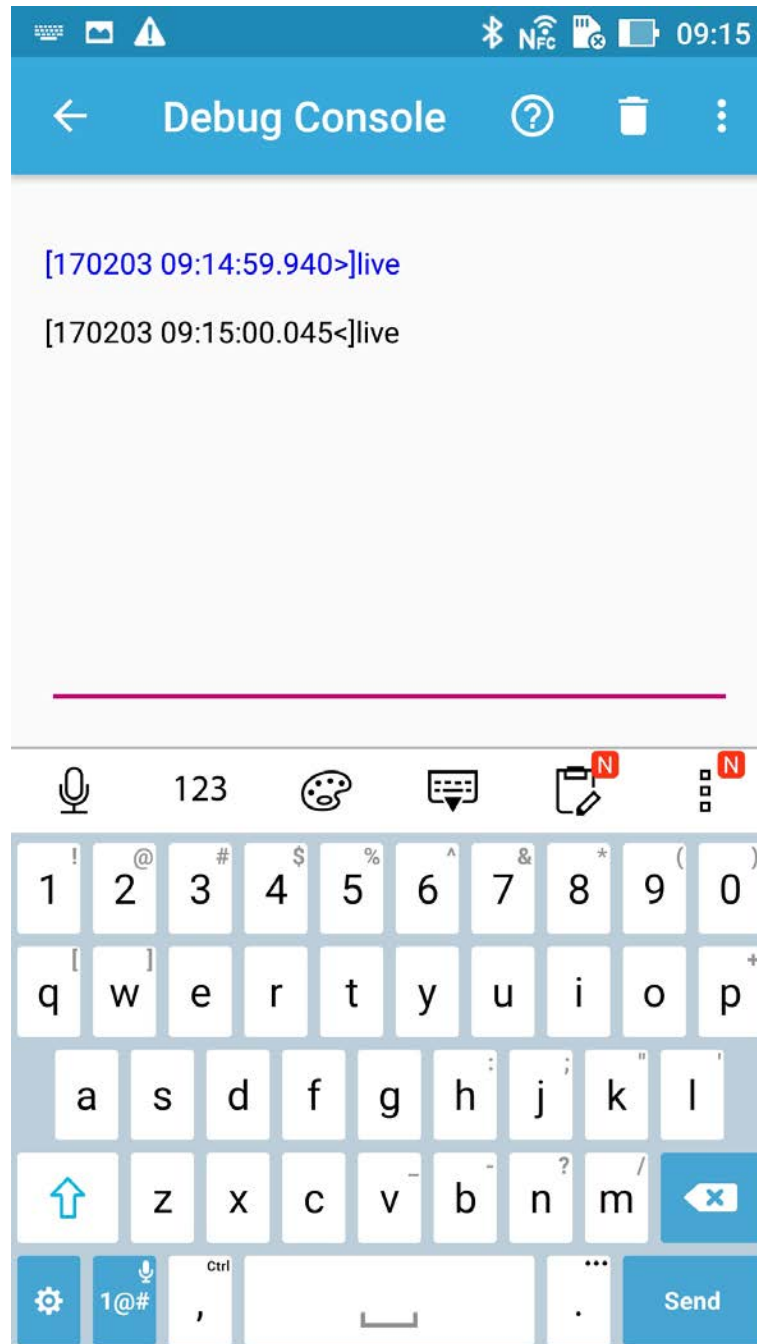 NFC 09:15
Debug Console
[170203 09:14:59.940>]live
[170203 09:15:00.045<]live
N N
123
! @ # $ % ^ & * ( )
1 2 3 4 5 6 7 8 9 0
[ ] +
q w e r t y u i o p
: ; " '
a s d f g h j k l
_ - ? /
z x c v b n m
Ctrl
1@# , . Send